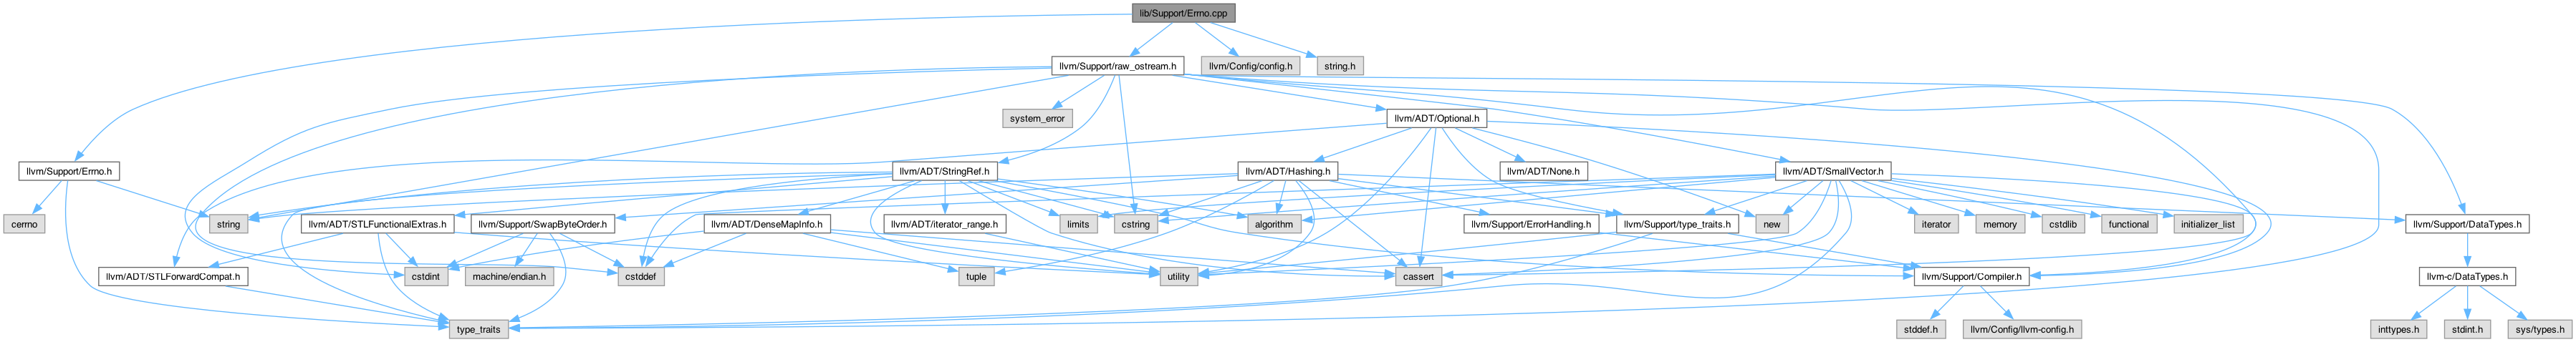 lib/Support/Errno.cpp
llvm/Support/raw_ostream.h
llvm/Config/config.h
string.h
system_error
llvm/ADT/Optional.h
llvm/Support/Errno.h
llvm/ADT/StringRef.h
llvm/ADT/Hashing.h
llvm/ADT/None.h
llvm/ADT/SmallVector.h
cerrno
string
llvm/ADT/STLFunctionalExtras.h
llvm/Support/SwapByteOrder.h
llvm/ADT/DenseMapInfo.h
llvm/ADT/iterator_range.h
limits
cstring
algorithm
llvm/Support/ErrorHandling.h
llvm/Support/type_traits.h
new
iterator
memory
cstdlib
functional
initializer_list
llvm/Support/DataTypes.h
llvm/ADT/STLForwardCompat.h
cstdint
machine/endian.h
cstddef
tuple
utility
cassert
llvm/Support/Compiler.h
llvm-c/DataTypes.h
type_traits
stddef.h
llvm/Config/llvm-config.h
inttypes.h
stdint.h
sys/types.h